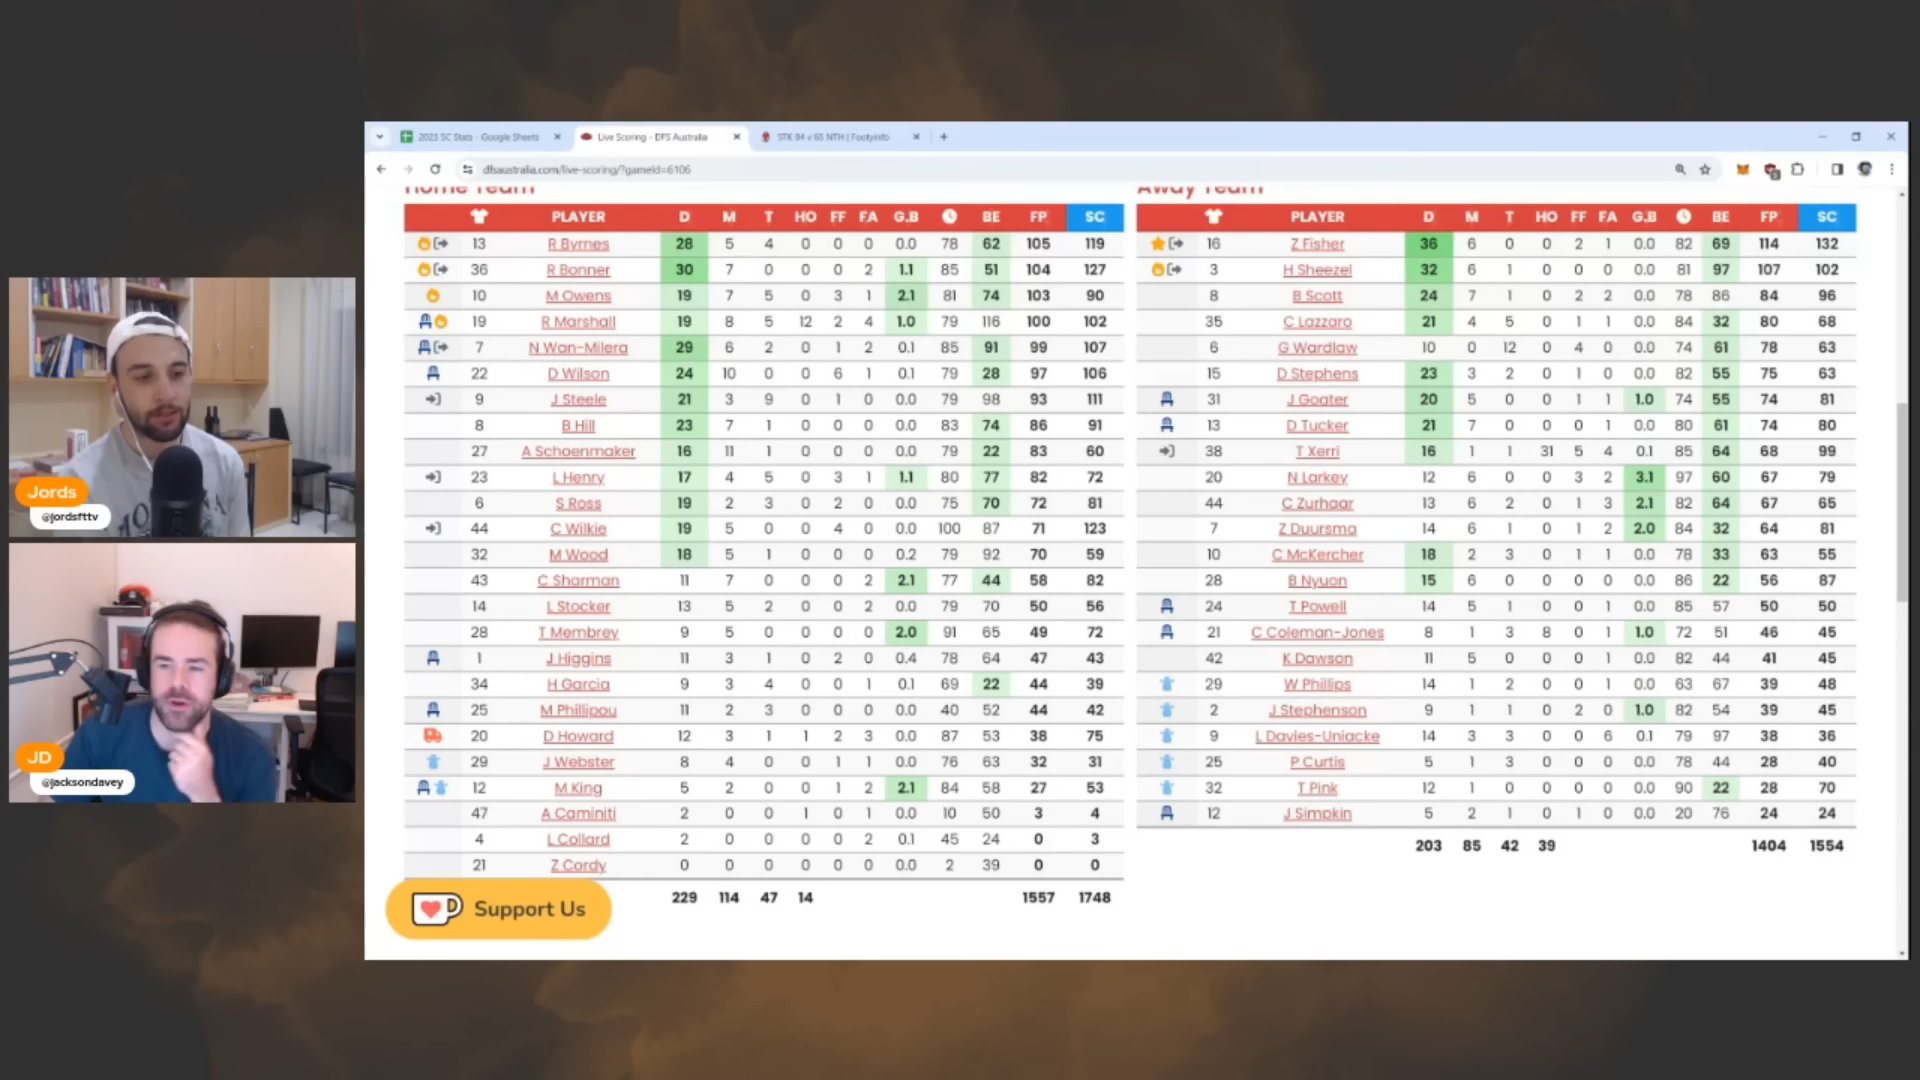 2023 SC Stats - Google Sheets
Live Scoring - DFS Australia
STK 84 v 65 NTH | FootyInfo
dfsaustralia.com/live-scoring/?gameId=6106
Home Team
PLAYER D M T HO FF FA G.B BE FP SC
13 R Byrnes 28 5 4 0 0 0 0.0 78 62 105 119
36 R Bonner 30 7 0 0 0 2 1.1 85 51 104 127
10 M Owens 19 7 5 0 3 1 2.1 81 74 103 90
19 R Marshall 19 8 5 12 2 4 1.0 79 116 100 102
7 N Wan-Milera 29 6 2 0 1 2 0.1 85 91 99 107
22 D Wilson 24 10 0 0 6 1 0.1 79 28 97 106
9 J Steele 21 3 9 0 1 0 0.0 79 98 93 111
8 B Hill 23 7 1 0 0 0 0.0 83 74 86 91
27 A Schoenmaker 16 11 1 0 0 0 0.0 79 22 83 60
23 L Henry 17 4 5 0 3 1 1.1 80 77 82 72
6 S Ross 19 2 3 0 2 0 0.0 75 70 72 81
44 C Wilkie 19 5 0 0 4 0 0.0 100 87 71 123
32 M Wood 18 5 1 0 0 0 0.2 79 92 70 59
43 C Sharman 11 7 0 0 0 2 2.1 77 44 58 82
14 L Stocker 13 5 2 0 0 2 0.0 79 70 50 56
28 T Membrey 9 5 0 0 0 0 2.0 91 65 49 72
1 J Higgins 11 3 1 0 2 0 0.4 78 64 47 43
34 H Garcia 9 3 4 0 0 1 0.1 69 22 44 39
25 M Phillipou 11 2 3 0 0 0 0.0 40 52 44 42
20 D Howard 12 3 1 1 2 3 0.0 87 53 38 75
29 J Webster 8 4 0 0 1 1 0.0 76 63 32 31
12 M King 5 2 0 0 1 2 2.1 84 58 27 53
47 A Caminiti 2 0 0 1 0 1 0.0 10 50 3 4
4 L Collard 2 0 0 0 0 2 0.1 45 24 0 3
21 Z Cordy 0 0 0 0 0 0 0.0 2 39 0 0
229 114 47 14 1557 1748
Support Us
Away Team
PLAYER D M T HO FF FA G.B BE FP SC
16 Z Fisher 36 6 0 0 2 1 0.0 82 69 114 132
3 H Sheezel 32 6 1 0 0 0 0.0 81 97 107 102
8 B Scott 24 7 1 0 2 2 0.0 78 86 84 96
35 C Lazzaro 21 4 5 0 1 1 0.0 84 32 80 68
6 G Wardlaw 10 0 12 0 4 0 0.0 74 61 78 63
15 D Stephens 23 3 2 0 1 0 0.0 82 55 75 63
31 J Goater 20 5 0 0 1 1 1.0 74 55 74 81
13 D Tucker 21 7 0 0 0 1 0.0 80 61 74 80
38 T Xerri 16 1 1 31 5 4 0.1 85 64 68 99
20 N Larkey 12 6 0 0 3 2 3.1 97 60 67 79
44 C Zurhaar 13 6 2 0 1 3 2.1 82 64 67 65
7 Z Duursma 14 6 1 0 1 2 2.0 84 32 64 81
10 C McKercher 18 2 3 0 1 1 0.0 78 33 63 55
28 B Nyuon 15 6 0 0 0 0 0.0 86 22 56 87
24 T Powell 14 5 1 0 0 1 0.0 85 57 50 50
21 C Coleman-Jones 8 1 3 8 0 1 1.0 72 51 46 45
42 K Dawson 11 5 0 0 0 1 0.0 82 44 41 45
29 W Phillips 14 1 2 0 0 1 0.0 63 67 39 48
2 J Stephenson 9 1 1 0 2 0 1.0 82 54 39 45
9 L Davies-Uniacke 14 3 3 0 0 6 0.1 79 97 38 36
25 P Curtis 5 1 3 0 0 0 0.0 78 44 28 40
32 T Pink 12 1 0 0 0 0 0.0 90 22 28 70
12 J Simpkin 5 2 1 0 1 0 0.0 20 76 24 24
203 85 42 39 1404 1554
Jords
@jordsfttv
JD
@jacksondavey